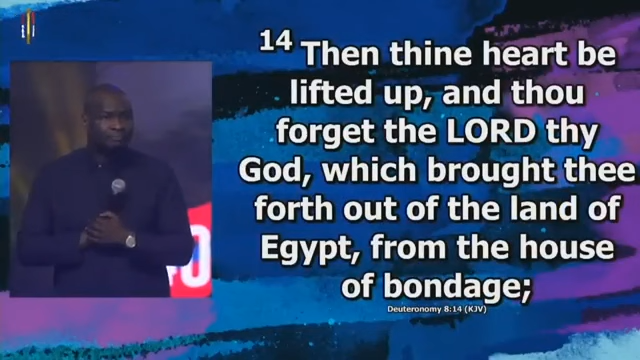 14 Then thine heart be
lifted up, and thou
forget the LORD thy
God, which brought thee
forth out of the land of
Egypt, from the house
of bondage;
Deuteronomy 8:14 (KJV)